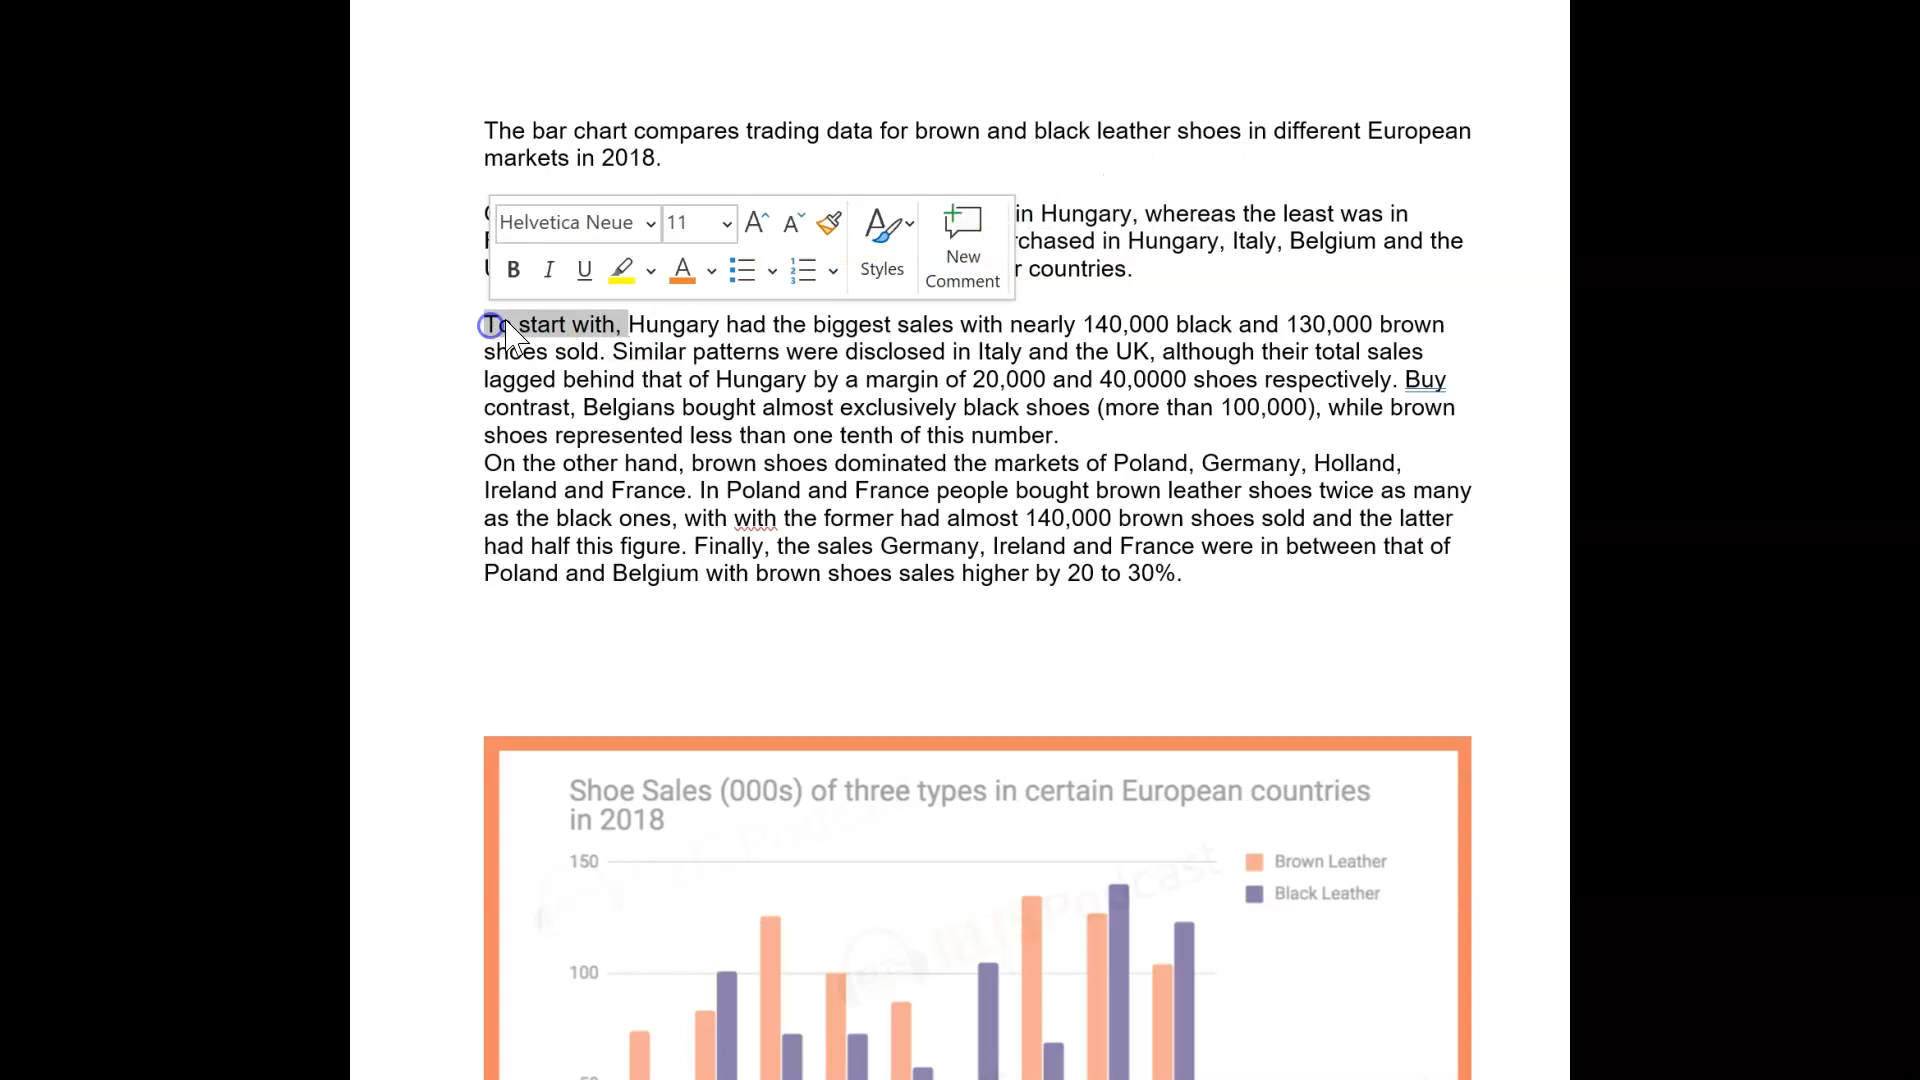 The bar chart compares trading data for brown and black leather shoes in different European
markets in 2018.
in Hungary, whereas the least was in
rchased in Hungary, Italy, Belgium and the
r countries.
Helvetica Neue 11
B I U
Styles
New
Comment
To start with, Hungary had the biggest sales with nearly 140,000 black and 130,000 brown
shoes sold. Similar patterns were disclosed in Italy and the UK, although their total sales
lagged behind that of Hungary by a margin of 20,000 and 40,0000 shoes respectively. Buy
contrast, Belgians bought almost exclusively black shoes (more than 100,000), while brown
shoes represented less than one tenth of this number.
On the other hand, brown shoes dominated the markets of Poland, Germany, Holland,
Ireland and France. In Poland and France people bought brown leather shoes twice as many
as the black ones, with with the former had almost 140,000 brown shoes sold and the latter
had half this figure. Finally, the sales Germany, Ireland and France were in between that of
Poland and Belgium with brown shoes sales higher by 20 to 30%.
Shoe Sales (000s) of three types in certain European countries
in 2018
150
Brown Leather
Black Leather
100
IELTS Podcast